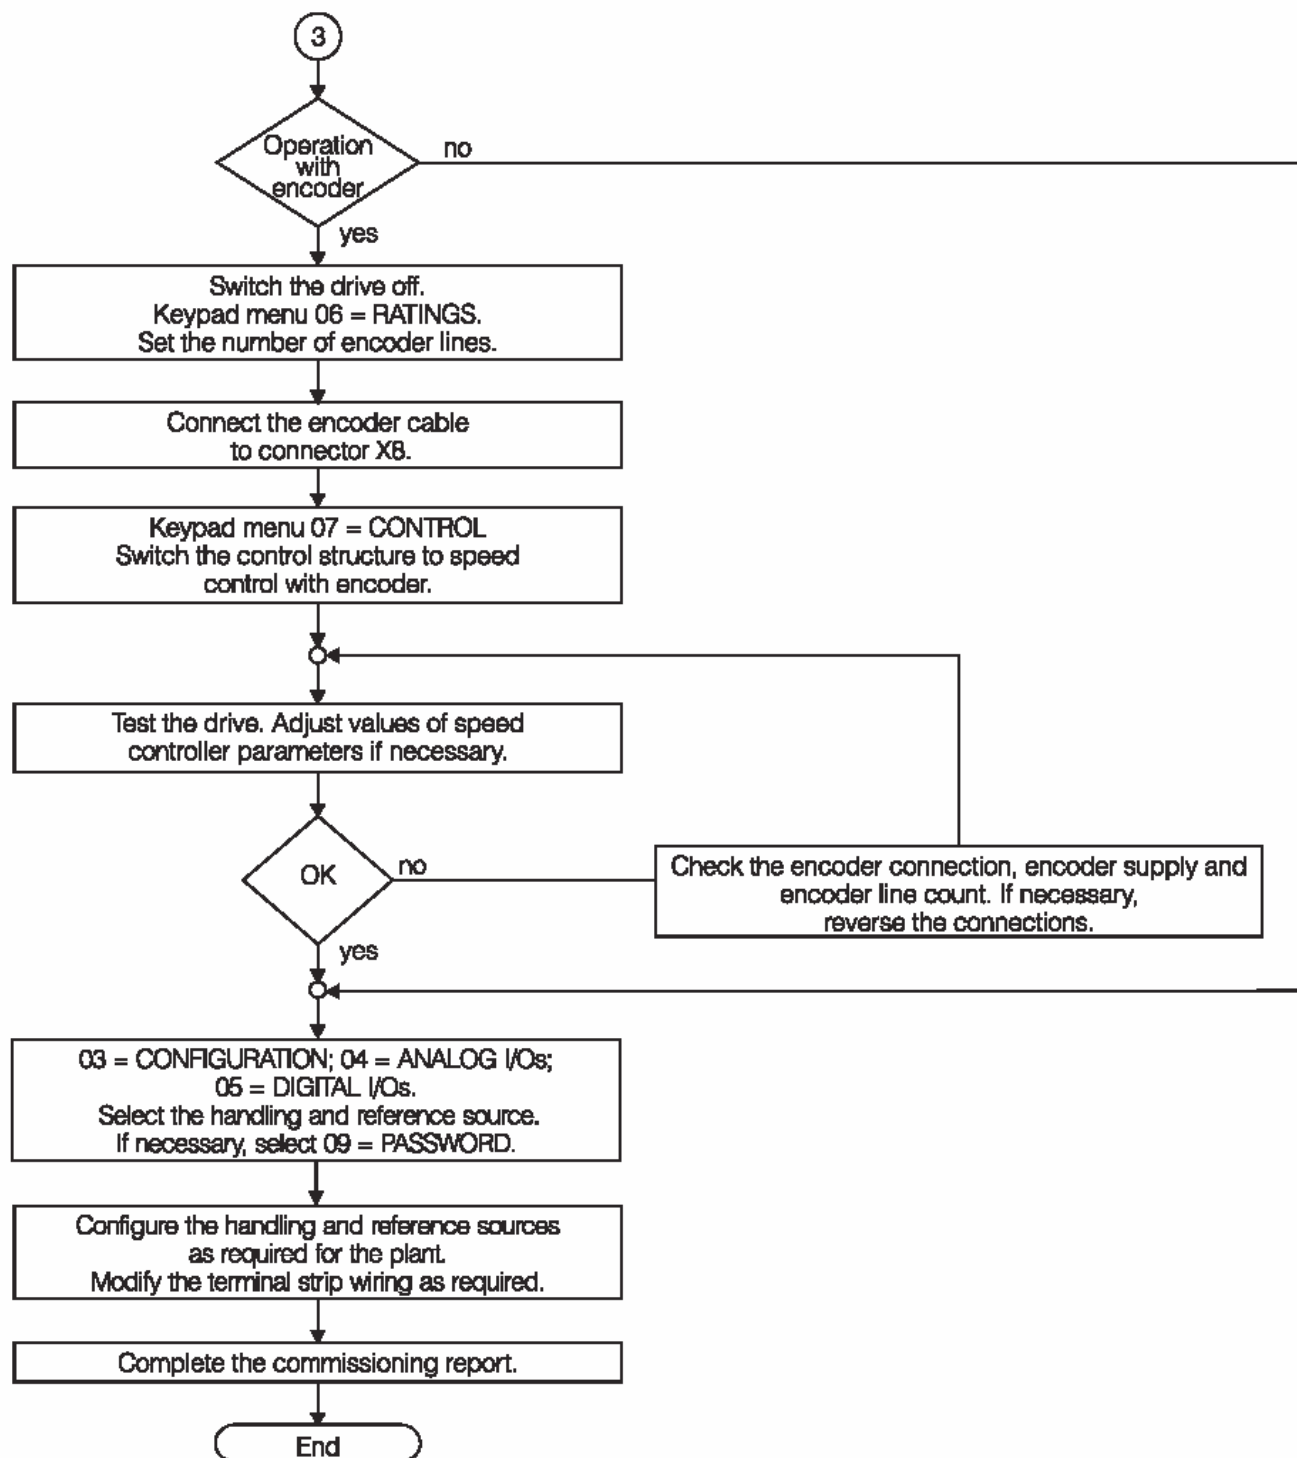 3
Operation
with
encoder
no
yes
Switch the drive off.
Keypad menu 06 = RATINGS.
Set the number of encoder lines.
Connect the encoder cable
to connector X8.
Keypad menu 07 = CONTROL
Switch the control structure to speed
control with encoder.
Test the drive. Adjust values of speed
controller parameters if necessary.
OK
no
Check the encoder connection, encoder supply and
encoder line count. If necessary,
reverse the connections.
yes
03 = CONFIGURATION; 04 = ANALOG I/Os;
05 = DIGITAL I/Os.
Select the handling and reference source.
If necessary, select 09 = PASSWORD.
Configure the handling and reference sources
as required for the plant.
Modify the terminal strip wiring as required.
Complete the commissioning report.
End